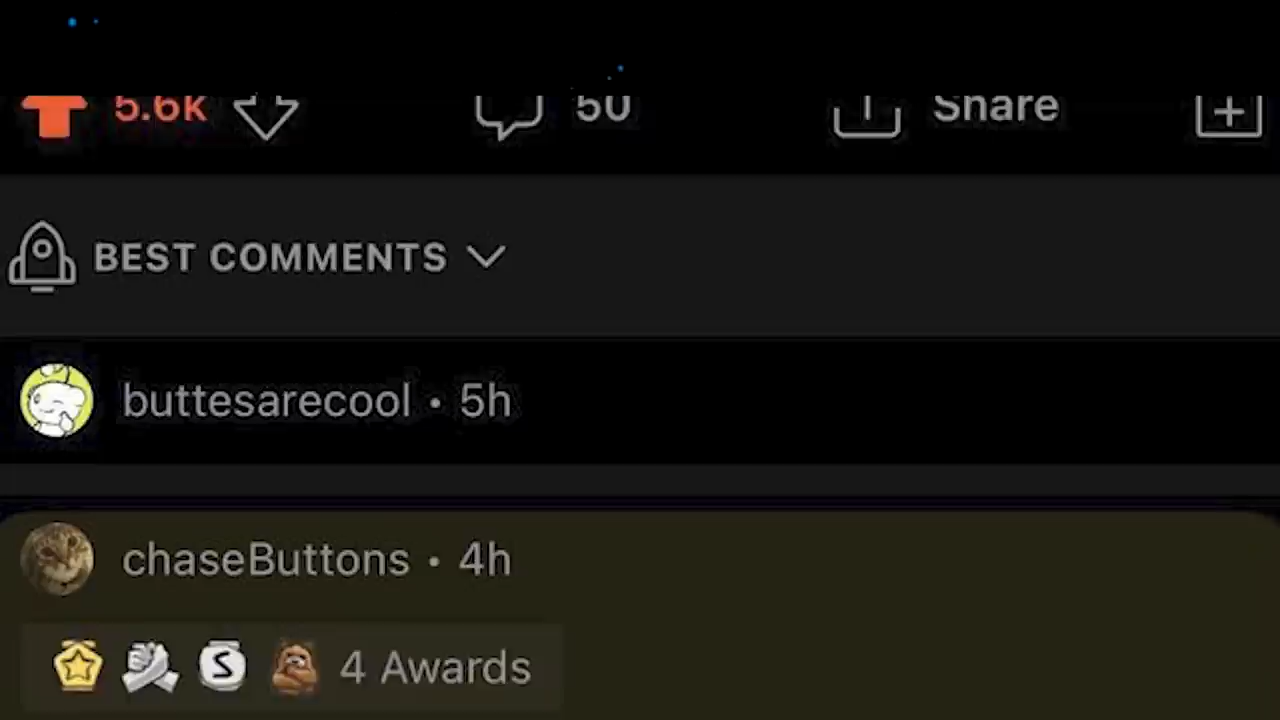 5.6k 50 Share
BEST COMMENTS
buttesarecool • 5h
chaseButtons • 4h
S 4 Awards